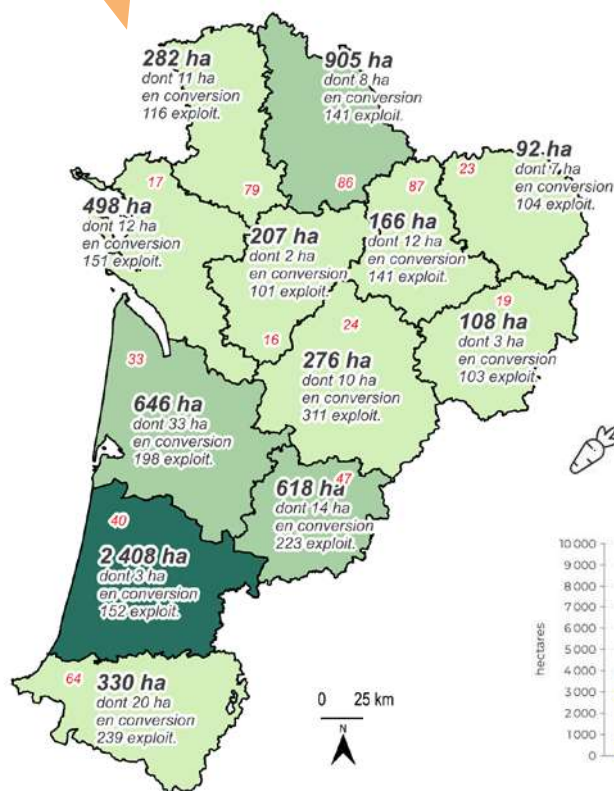 282 ha
dont 11 ha
en conversion
116 exploit.
79
905 ha
dont 8 ha
en conversion
141 exploit.
86
92 ha
dont 7 ha
en conversion
104 exploit.
23
17
498 ha
dont 12 ha
en conversion
151 exploit.
207 ha
dont 2 ha
en conversion
101 exploit.
16
87
166 ha
dont 12 ha
en conversion
141 exploit.
19
108 ha
dont 3 ha
en conversion
103 exploit.
24
276 ha
dont 10 ha
en conversion
311 exploit.
33
646 ha
dont 33 ha
en conversion
198 exploit.
47
618 ha
dont 14 ha
en conversion
223 exploit.
40
2 408 ha
dont 3 ha
en conversion
152 exploit.
64
330 ha
dont 20 ha
en conversion
239 exploit.
0 25 km
N
hectares
10 000
9 000
8 000
7 000
6 000
5 000
4 000
3 000
2 000
1 000
0